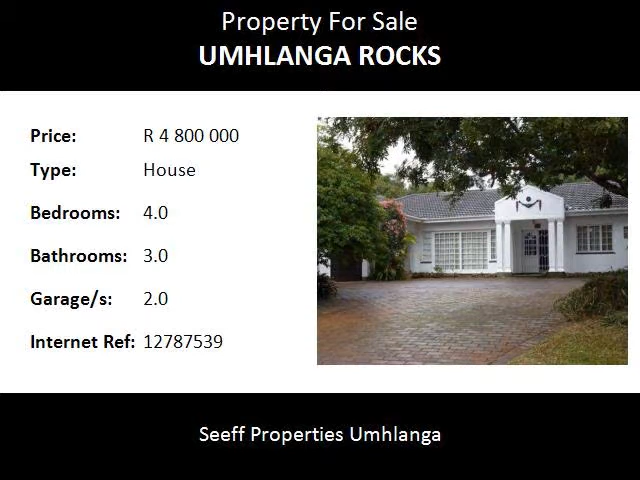 Property For Sale
UMHLANGA ROCKS
Price: R 4 800 000
Type: House
Bedrooms: 4.0
Bathrooms: 3.0
Garage/s: 2.0
Internet Ref: 12787539
Seeff Properties Umhlanga